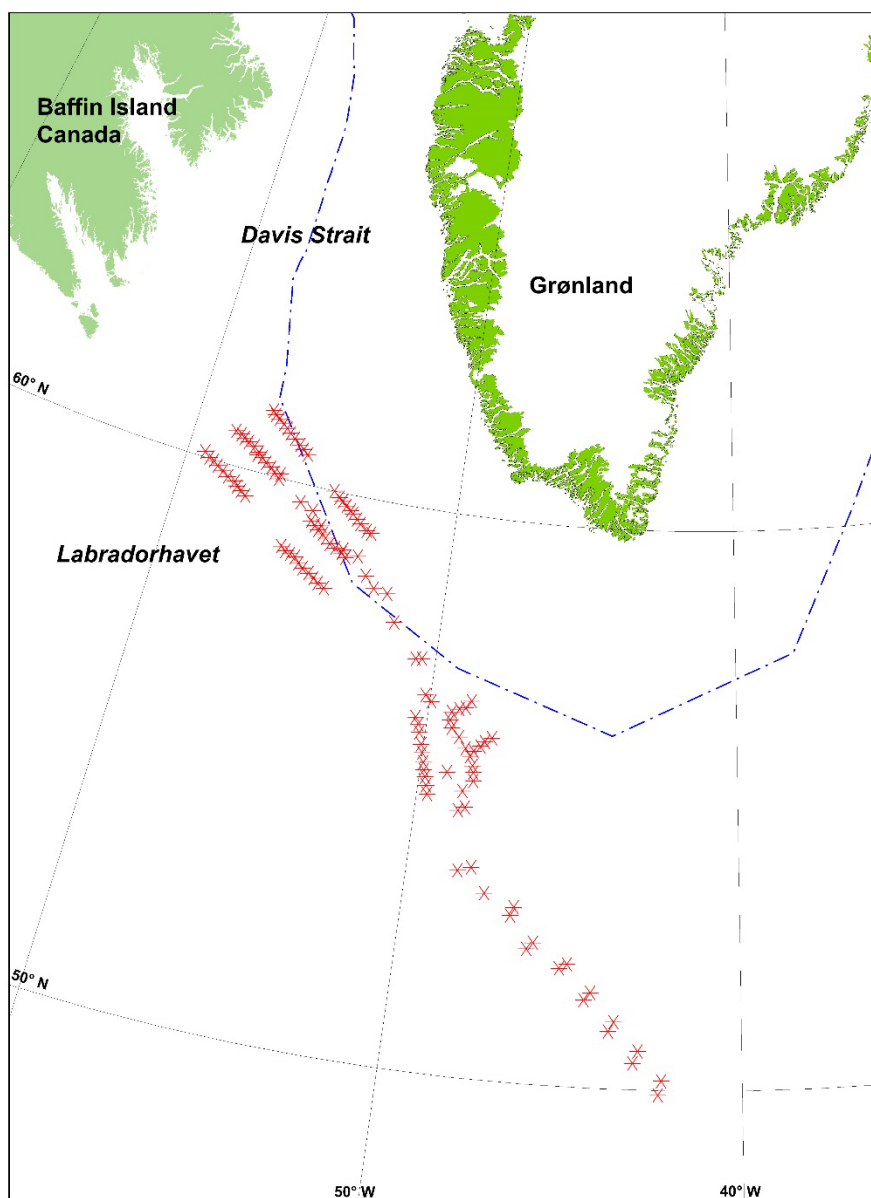 Baffin Island
Canada
Davis Strait
Grønland
60° N
Labradorhavet
50° N
50° W
40° W